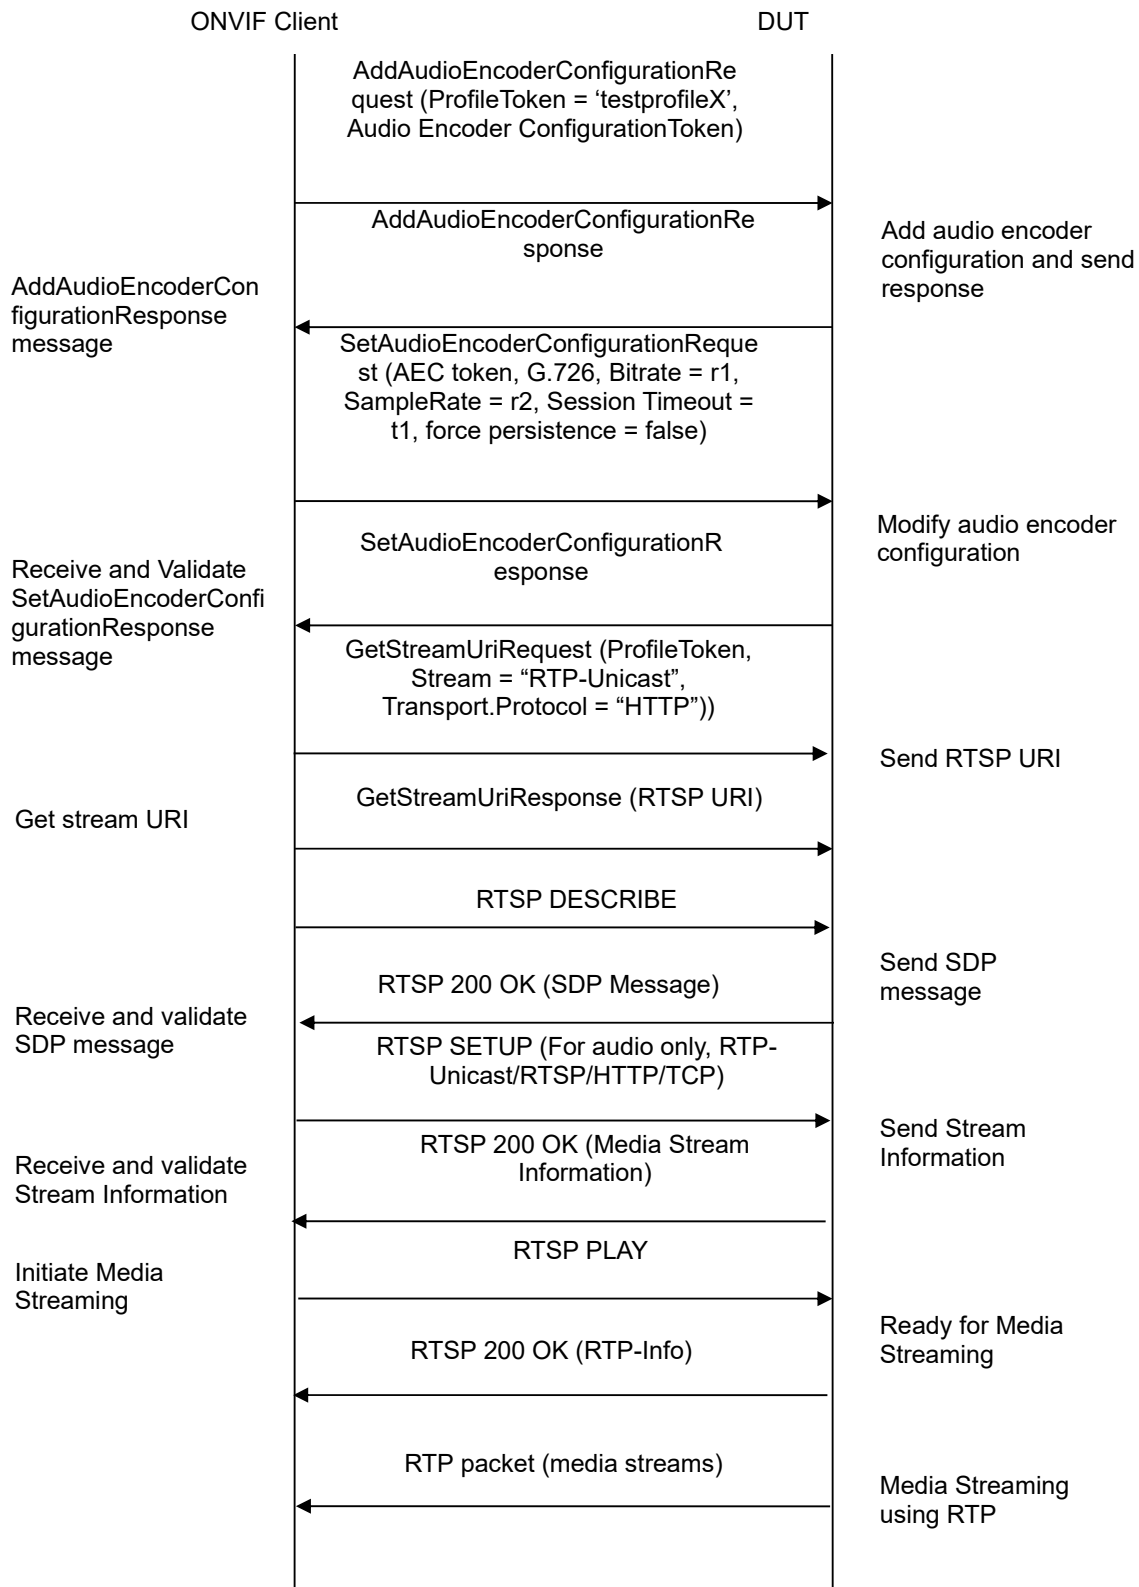 ONVIF Client
DUT
AddAudioEncoderConfigurationRe
quest (ProfileToken = ‘testprofileX’,
Audio Encoder ConfigurationToken)
AddAudioEncoderConfigurationRe
sponse
Add audio encoder
configuration and send
response
AddAudioEncoderCon
figurationResponse
message
SetAudioEncoderConfigurationReque
st (AEC token, G.726, Bitrate = r1,
SampleRate = r2, Session Timeout =
t1, force persistence = false)
Modify audio encoder
configuration
SetAudioEncoderConfigurationR
esponse
Receive and Validate
SetAudioEncoderConfi
gurationResponse
message
GetStreamUriRequest (ProfileToken,
Stream = “RTP-Unicast”,
Transport.Protocol = “HTTP”))
Send RTSP URI
GetStreamUriResponse (RTSP URI)
Get stream URI
RTSP DESCRIBE
Send SDP
message
RTSP 200 OK (SDP Message)
Receive and validate
SDP message
RTSP SETUP (For audio only, RTP-
Unicast/RTSP/HTTP/TCP)
Send Stream
Information
RTSP 200 OK (Media Stream
Information)
Receive and validate
Stream Information
RTSP PLAY
Initiate Media
Streaming
Ready for Media
Streaming
RTSP 200 OK (RTP-Info)
RTP packet (media streams)
Media Streaming
using RTP